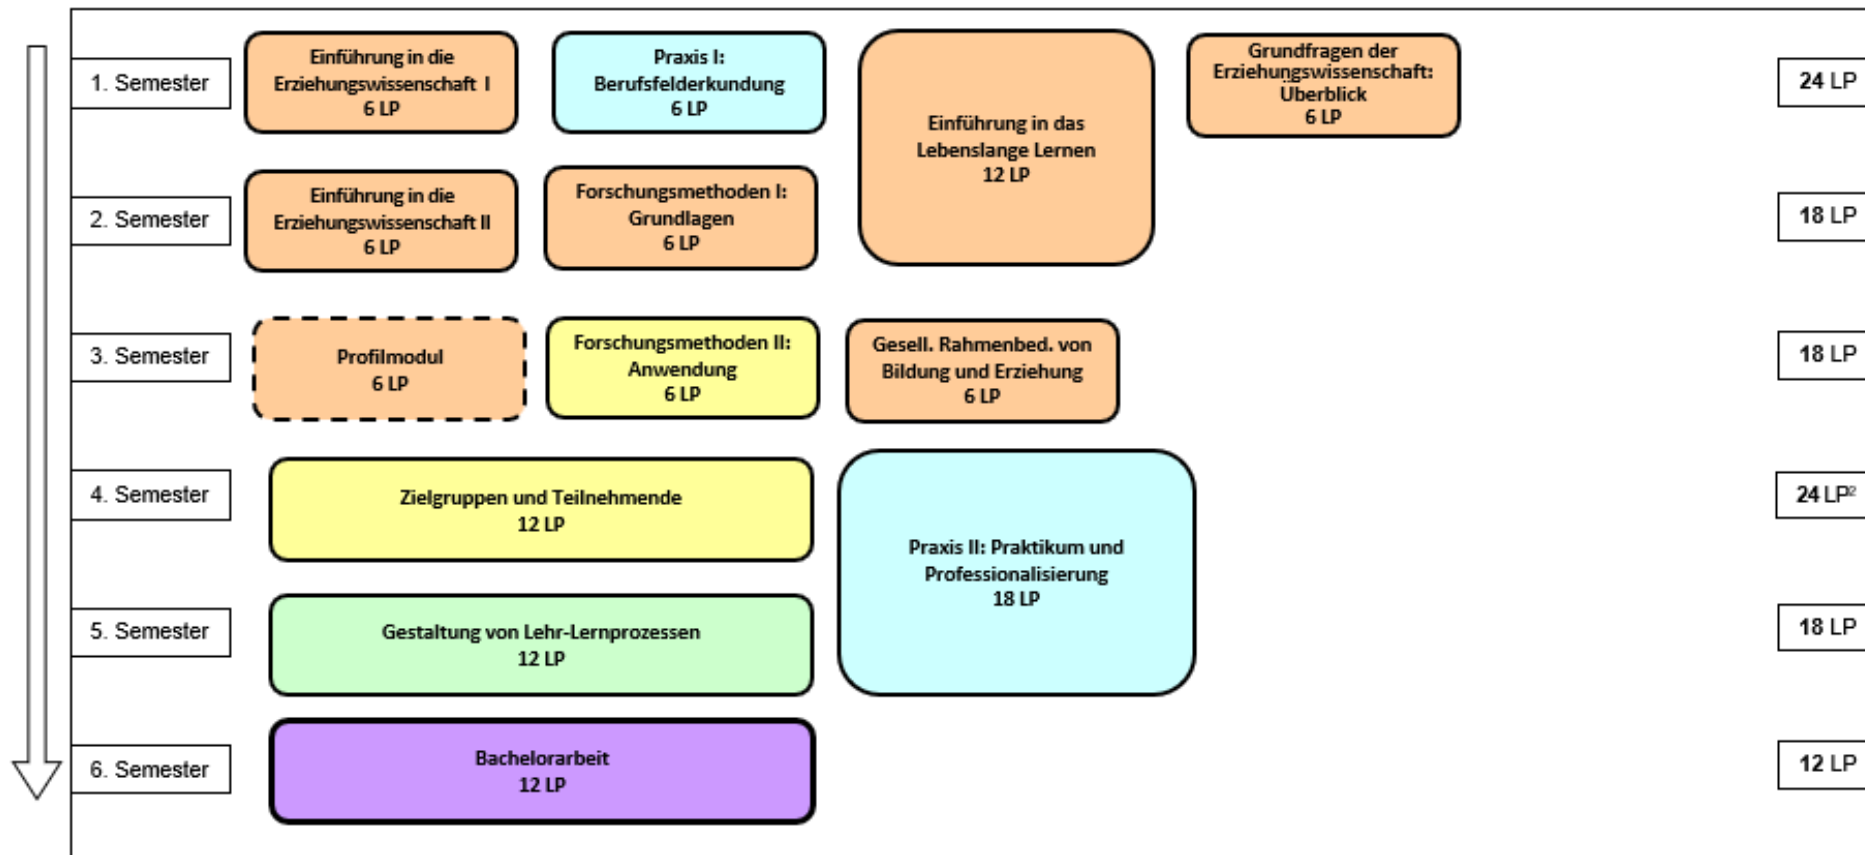 1. Semester
Einführung in die
Erziehungswissenschaft I
6 LP
Praxis I:
Berufsfelderkundung
6 LP
Einführung in das
Lebenslange Lernen
12 LP
Grundfragen der
Erziehungswissenschaft:
Überblick
6 LP
24 LP
2. Semester
Einführung in die
Erziehungswissenschaft II
6 LP
Forschungsmethoden I:
Grundlagen
6 LP
18 LP
3. Semester
Profilmodul
6 LP
Forschungsmethoden II:
Anwendung
6 LP
Gesell. Rahmenbed. von
Bildung und Erziehung
6 LP
18 LP
4. Semester
Zielgruppen und Teilnehmende
12 LP
Praxis II: Praktikum und
Professionalisierung
18 LP
24 LP²
5. Semester
Gestaltung von Lehr-Lernprozessen
12 LP
18 LP
6. Semester
Bachelorarbeit
12 LP
12 LP